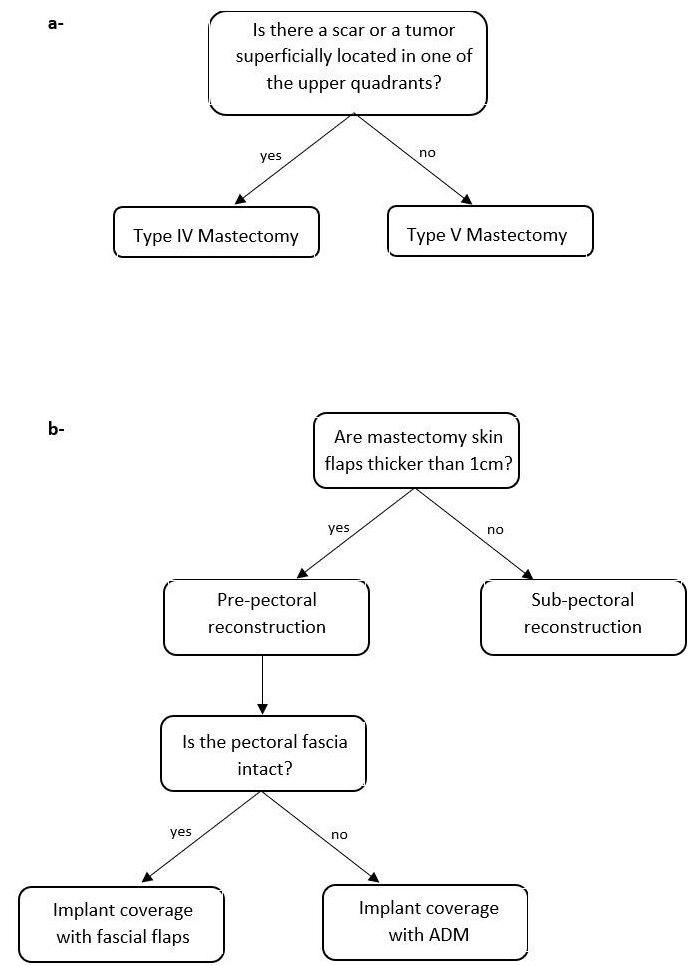 a-
Is there a scar or a tumor
superficially located in one of
the upper quadrants?
yes
no
Type IV Mastectomy
Type V Mastectomy
b-
Are mastectomy skin
flaps thicker than 1cm?
yes
no
Pre-pectoral
reconstruction
Sub-pectoral
reconstruction
Is the pectoral fascia
intact?
yes
no
Implant coverage
with fascial flaps
Implant coverage
with ADM